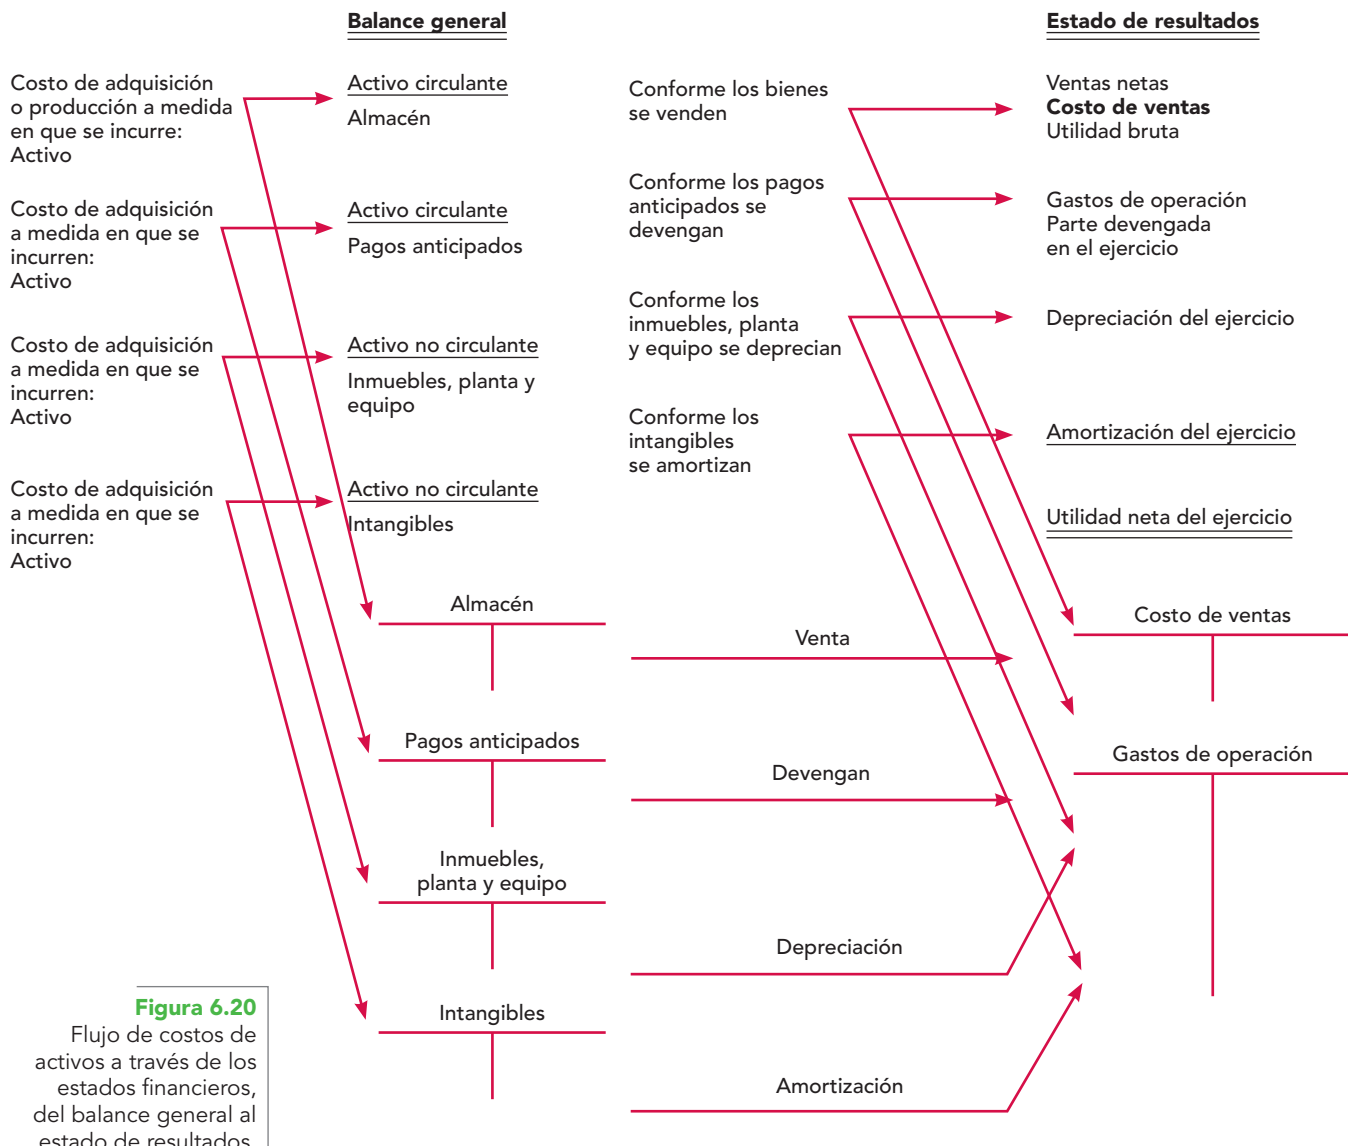 Balance general
Estado de resultados
Costo de adquisición
o producción a medida
en que se incurre:
Activo
Activo circulante
Almacén
Conforme los bienes
se venden
Ventas netas
Costo de ventas
Utilidad bruta
Costo de adquisición
a medida en que se
incurren:
Activo
Activo circulante
Pagos anticipados
Conforme los pagos
anticipados se
devengan
Gastos de operación
Parte devengada
en el ejercicio
Costo de adquisición
a medida en que se
incurren:
Activo
Activo no circulante
Inmuebles, planta y
equipo
Conforme los
inmuebles, planta
y equipo se deprecian
Depreciación del ejercicio
Costo de adquisición
a medida en que se
incurren:
Activo
Activo no circulante
Intangibles
Conforme los
intangibles
se amortizan
Amortización del ejercicio
Utilidad neta del ejercicio
Almacén
Venta
Costo de ventas
Pagos anticipados
Devengan
Gastos de operación
Inmuebles,
planta y equipo
Depreciación
Intangibles
Amortización
Figura 6.20
Flujo de costos de
activos a través de los
estados financieros,
del balance general al
estado de resultados.